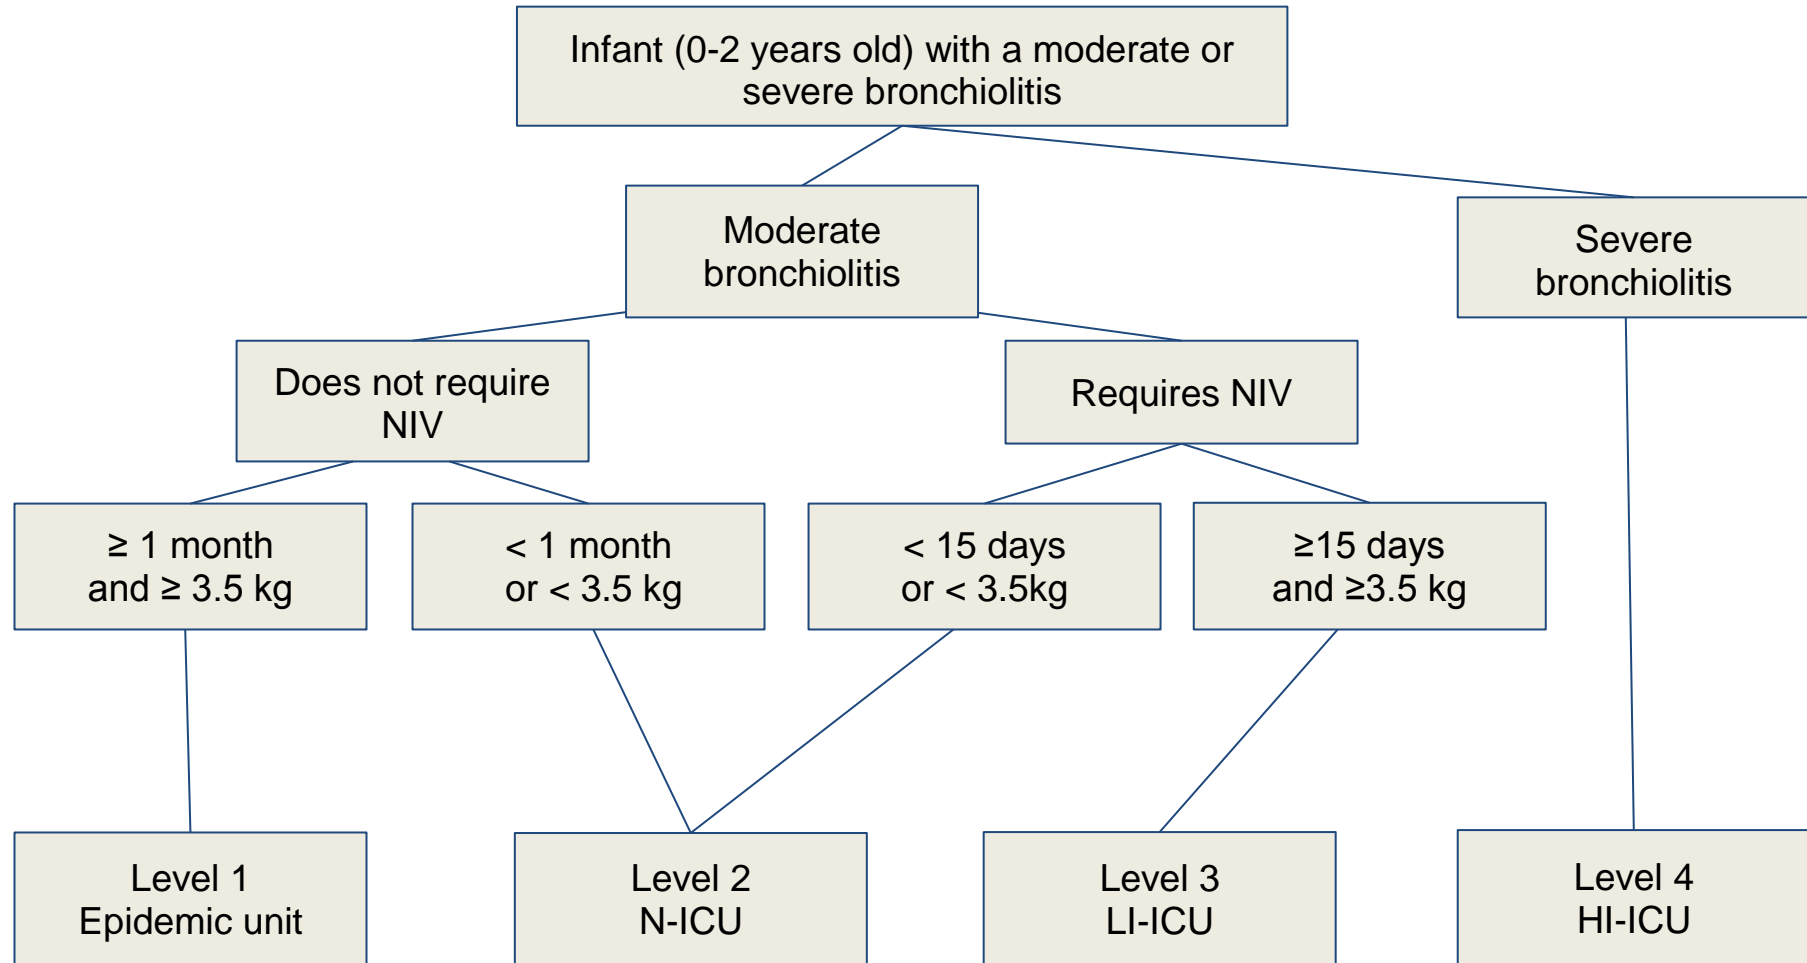 Infant (0-2 years old) with a moderate or
severe bronchiolitis
Moderate
bronchiolitis
Severe
bronchiolitis
Does not require
NIV
Requires NIV
≥ 1 month
and ≥ 3.5 kg
< 1 month
or < 3.5 kg
< 15 days
or < 3.5kg
≥15 days
and ≥3.5 kg
Level 1
Epidemic unit
Level 2
N-ICU
Level 3
LI-ICU
Level 4
HI-ICU